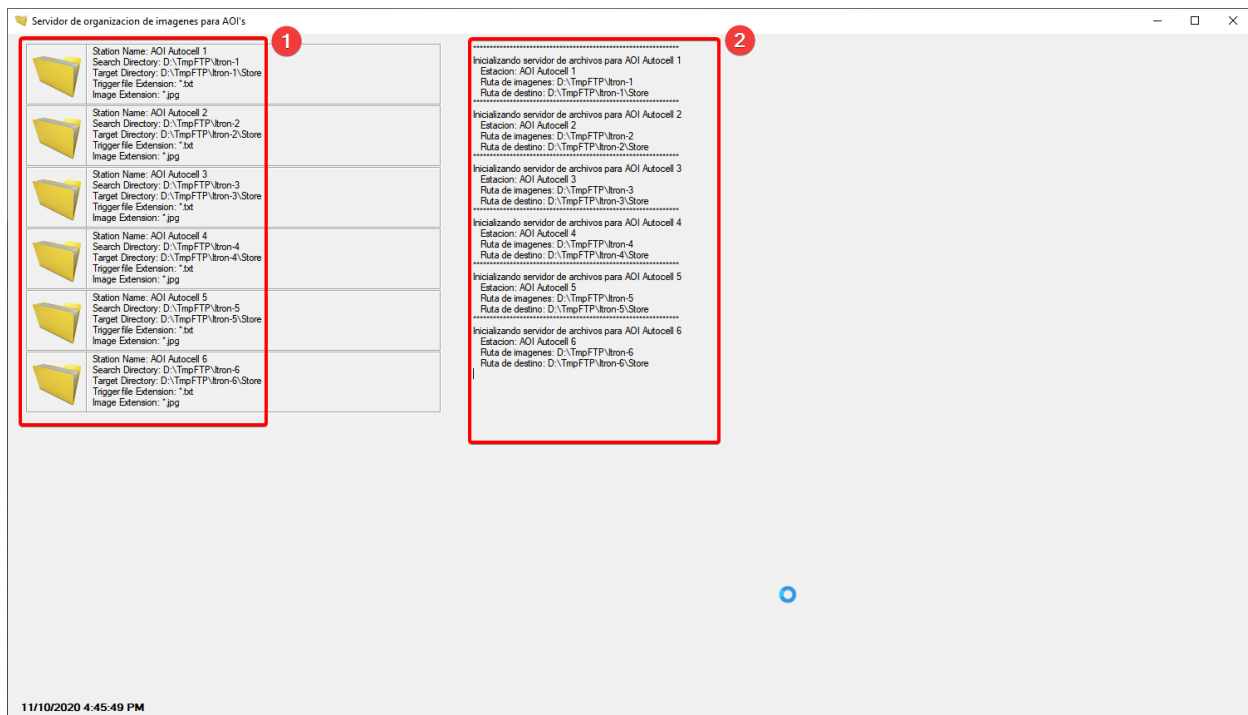 Servidor de organizacion de imagenes para AOI's
1
Station Name: AOI Autocell 1
Search Directory: D:\TmpFTP\Itron-1
Target Directory: D:\TmpFTP\Itron-1\Store
Trigger file Extension: *.txt
Image Extension: *.jpg
Station Name: AOI Autocell 2
Search Directory: D:\TmpFTP\Itron-2
Target Directory: D:\TmpFTP\Itron-2\Store
Trigger file Extension: *.txt
Image Extension: *.jpg
Station Name: AOI Autocell 3
Search Directory: D:\TmpFTP\Itron-3
Target Directory: D:\TmpFTP\Itron-3\Store
Trigger file Extension: *.txt
Image Extension: *.jpg
Station Name: AOI Autocell 4
Search Directory: D:\TmpFTP\Itron-4
Target Directory: D:\TmpFTP\Itron-4\Store
Trigger file Extension: *.txt
Image Extension: *.jpg
Station Name: AOI Autocell 5
Search Directory: D:\TmpFTP\Itron-5
Target Directory: D:\TmpFTP\Itron-5\Store
Trigger file Extension: *.txt
Image Extension: *.jpg
Station Name: AOI Autocell 6
Search Directory: D:\TmpFTP\Itron-6
Target Directory: D:\TmpFTP\Itron-6\Store
Trigger file Extension: *.txt
Image Extension: *.jpg
2
**************************************************************
Inicializando servidor de archivos para AOI Autocell 1
Estacion: AOI Autocell 1
Ruta de imagenes: D:\TmpFTP\Itron-1
Ruta de destino: D:\TmpFTP\Itron-1\Store
**************************************************************
Inicializando servidor de archivos para AOI Autocell 2
Estacion: AOI Autocell 2
Ruta de imagenes: D:\TmpFTP\Itron-2
Ruta de destino: D:\TmpFTP\Itron-2\Store
**************************************************************
Inicializando servidor de archivos para AOI Autocell 3
Estacion: AOI Autocell 3
Ruta de imagenes: D:\TmpFTP\Itron-3
Ruta de destino: D:\TmpFTP\Itron-3\Store
**************************************************************
Inicializando servidor de archivos para AOI Autocell 4
Estacion: AOI Autocell 4
Ruta de imagenes: D:\TmpFTP\Itron-4
Ruta de destino: D:\TmpFTP\Itron-4\Store
**************************************************************
Inicializando servidor de archivos para AOI Autocell 5
Estacion: AOI Autocell 5
Ruta de imagenes: D:\TmpFTP\Itron-5
Ruta de destino: D:\TmpFTP\Itron-5\Store
**************************************************************
Inicializando servidor de archivos para AOI Autocell 6
Estacion: AOI Autocell 6
Ruta de imagenes: D:\TmpFTP\Itron-6
Ruta de destino: D:\TmpFTP\Itron-6\Store
11/10/2020 4:45:49 PM